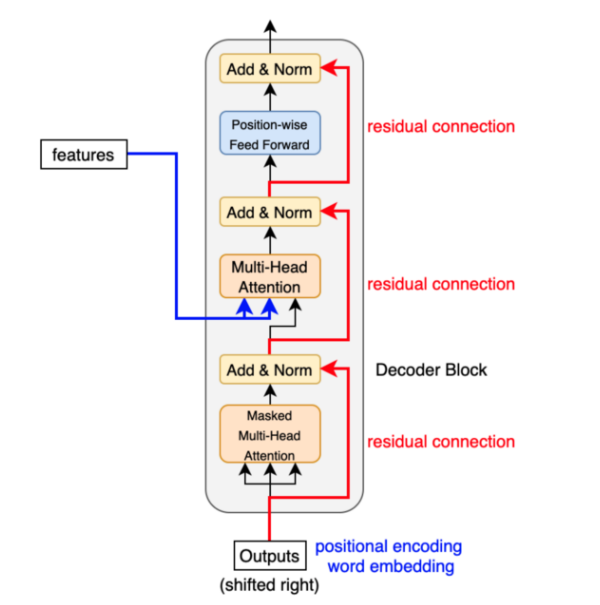 Add & Norm
Position-wise
Feed Forward
residual connection
features
Add & Norm
Multi-Head
Attention
residual connection
Add & Norm
Decoder Block
Masked
Multi-Head
Attention
residual connection
Outputs
(shifted right)
positional encoding
word embedding